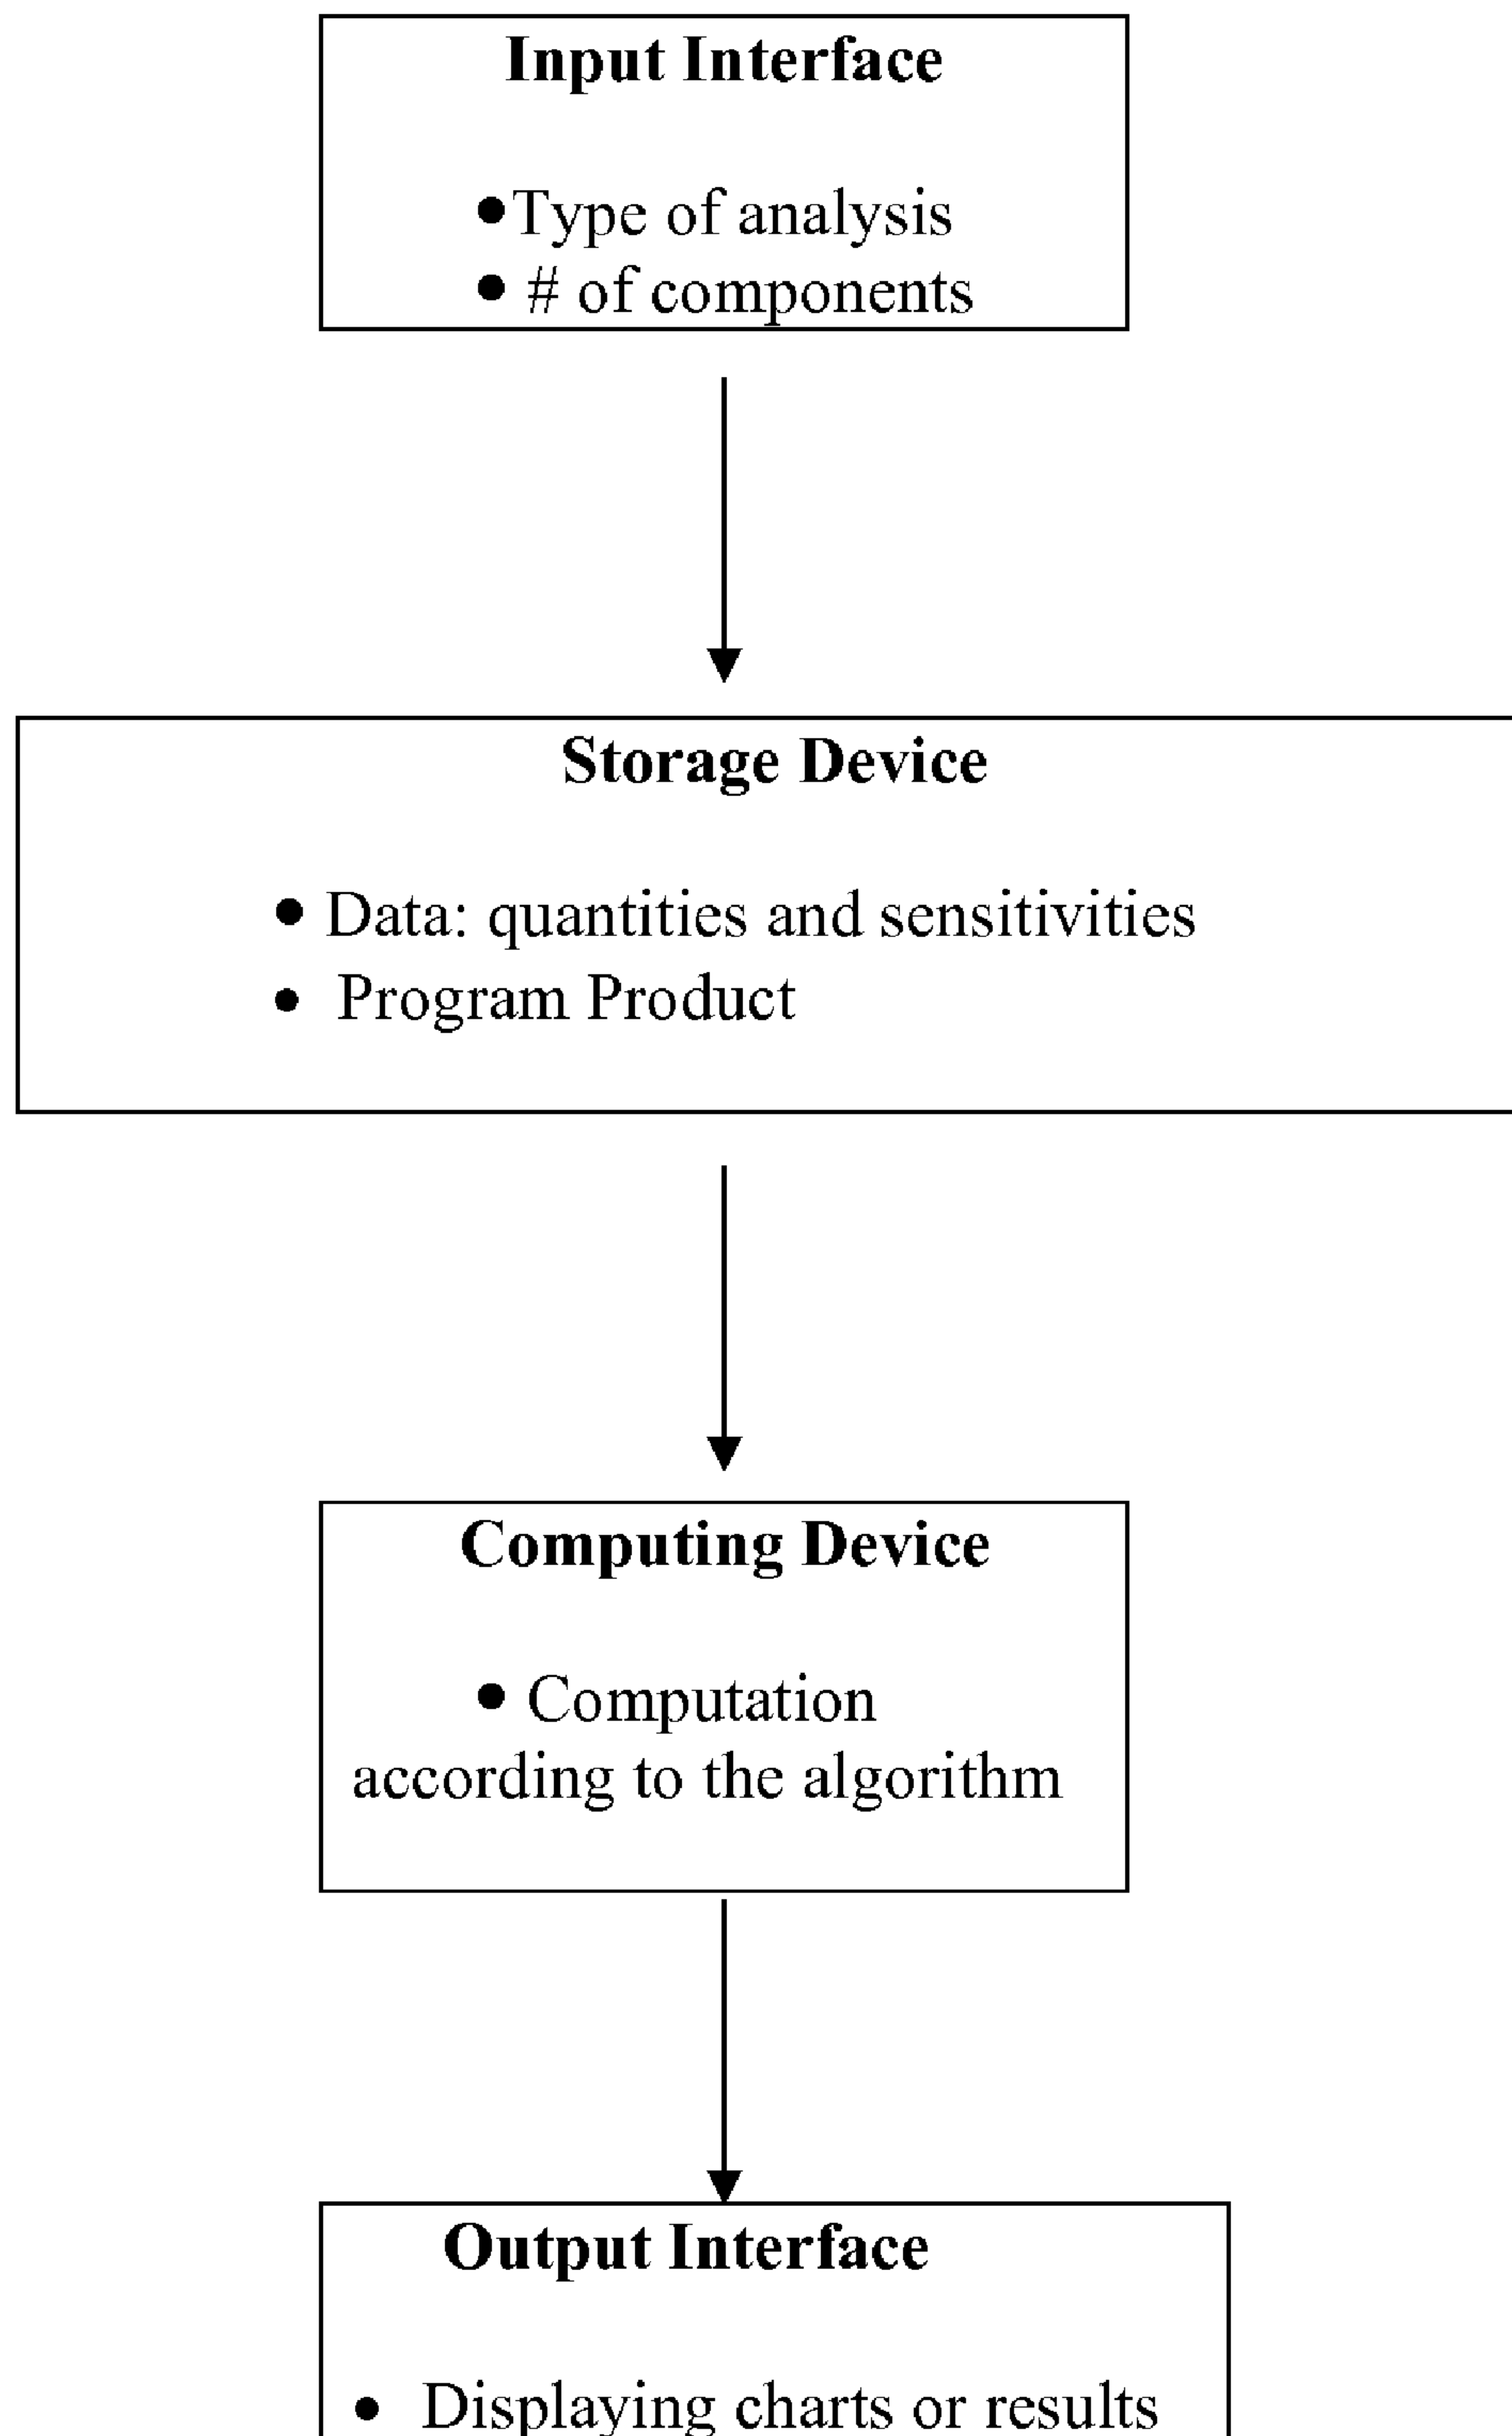 Input Interface
● Type of analysis
● # of components
Storage Device
● Data: quantities and sensitivities
● Program Product
Computing Device
● Computation
according to the algorithm
Output Interface
● Displaying charts or results